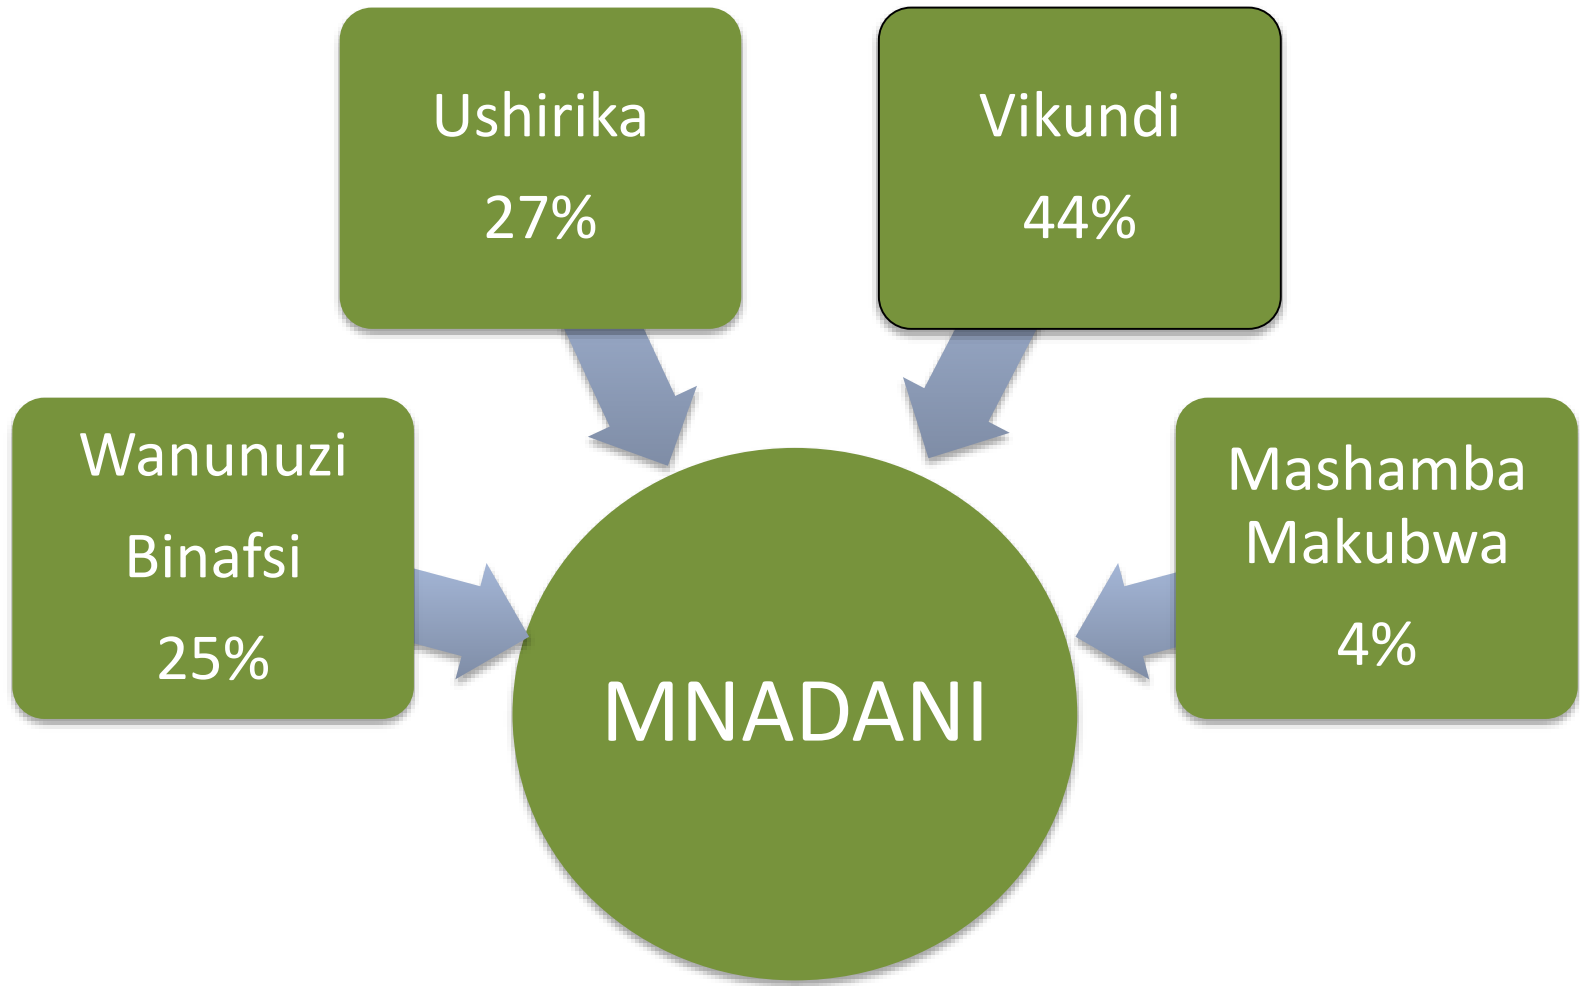 Ushirika
27%
Vikundi
44%
Wanunuzi
Binafsi
25%
Mashamba
Makubwa
4%
MNADANI